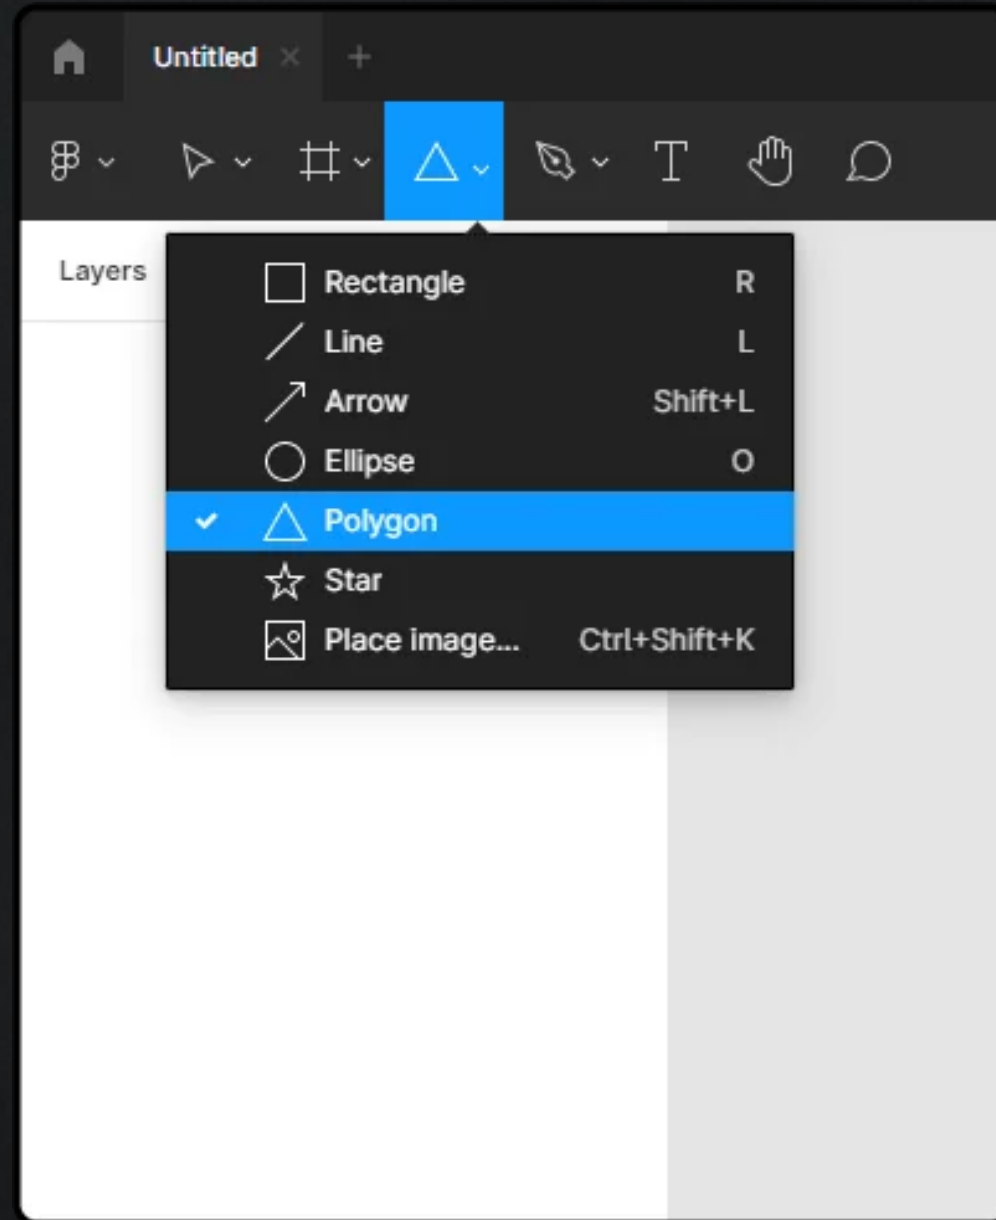 Untitled
Layers
Rectangle R
Line L
Arrow Shift+L
Ellipse O
Polygon
Star
Place image... Ctrl+Shift+K